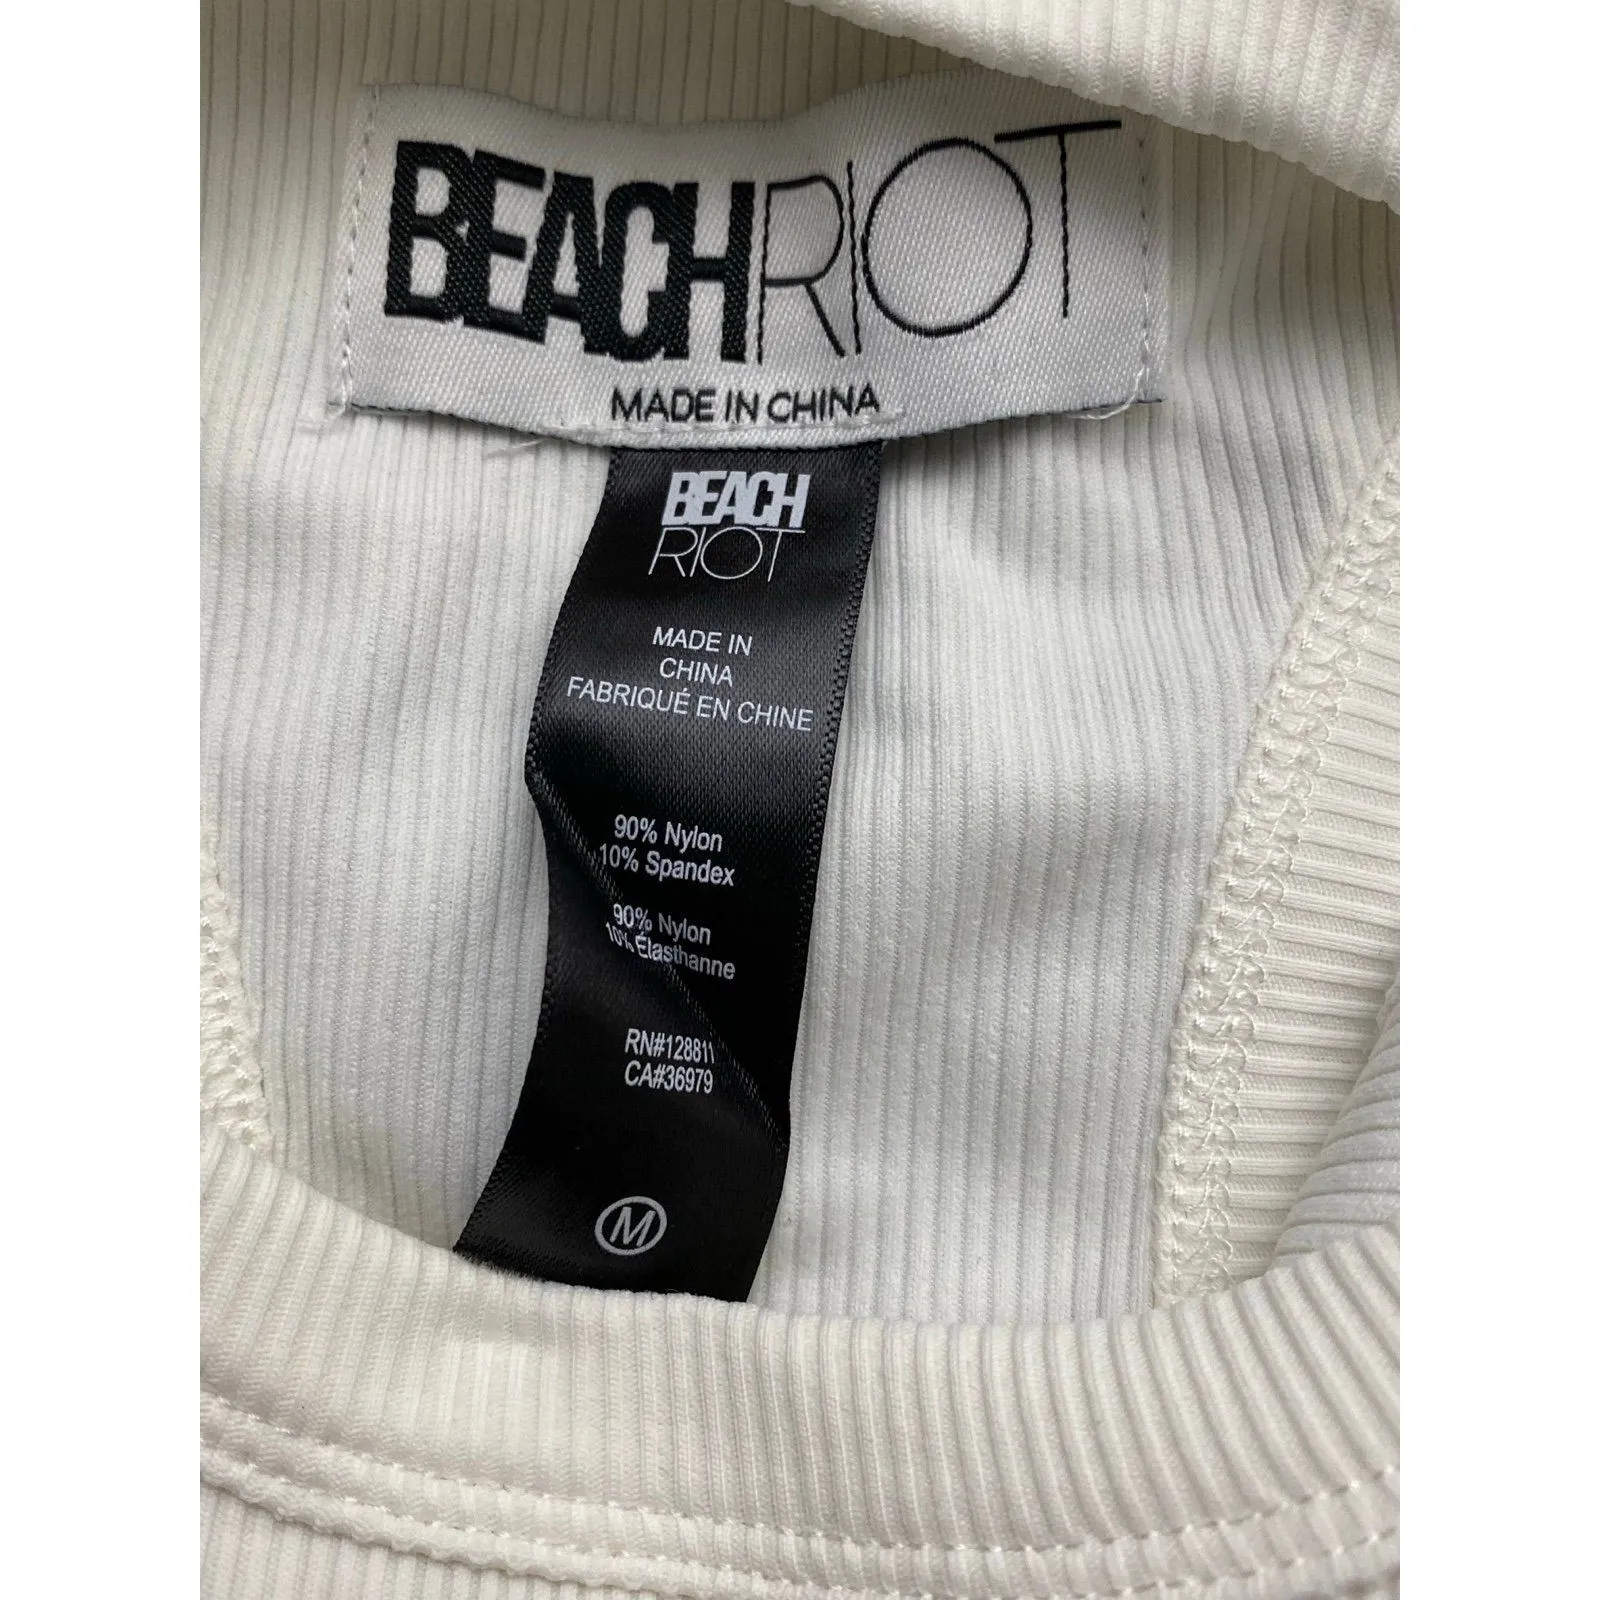 BEACHRIOT
MADE IN CHINA
BEACH
RIOT
MADE IN
CHINA
FABRIQUÉ EN CHINE
90% Nylon
10% Spandex
90% Nylon
10% Élasthanne
RN#128811
CA#36979
M